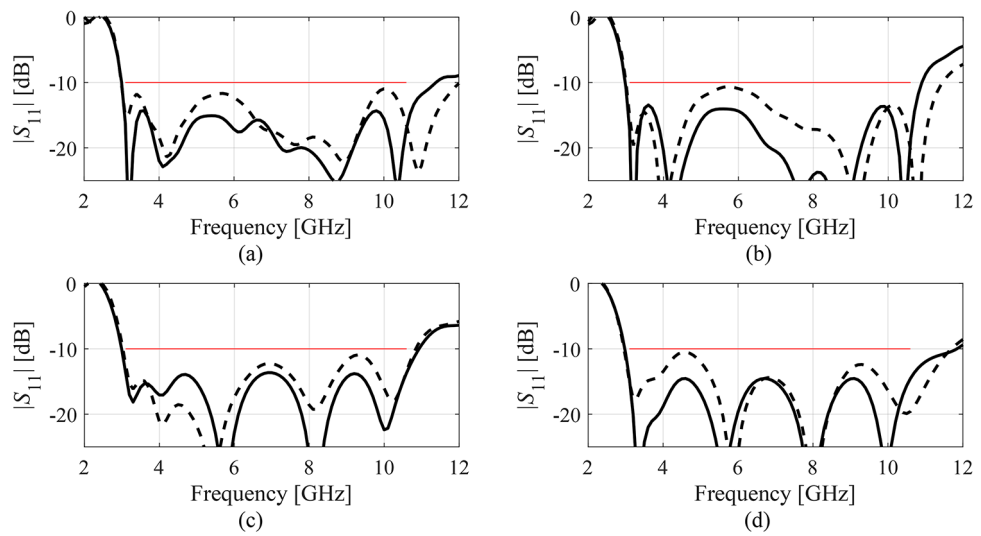 0
-10
-20
|S11| [dB]
2 4 6 8 10 12
Frequency [GHz]
(a)
0
-10
-20
|S11| [dB]
2 4 6 8 10 12
Frequency [GHz]
(b)
0
-10
-20
|S11| [dB]
2 4 6 8 10 12
Frequency [GHz]
(c)
0
-10
-20
|S11| [dB]
2 4 6 8 10 12
Frequency [GHz]
(d)